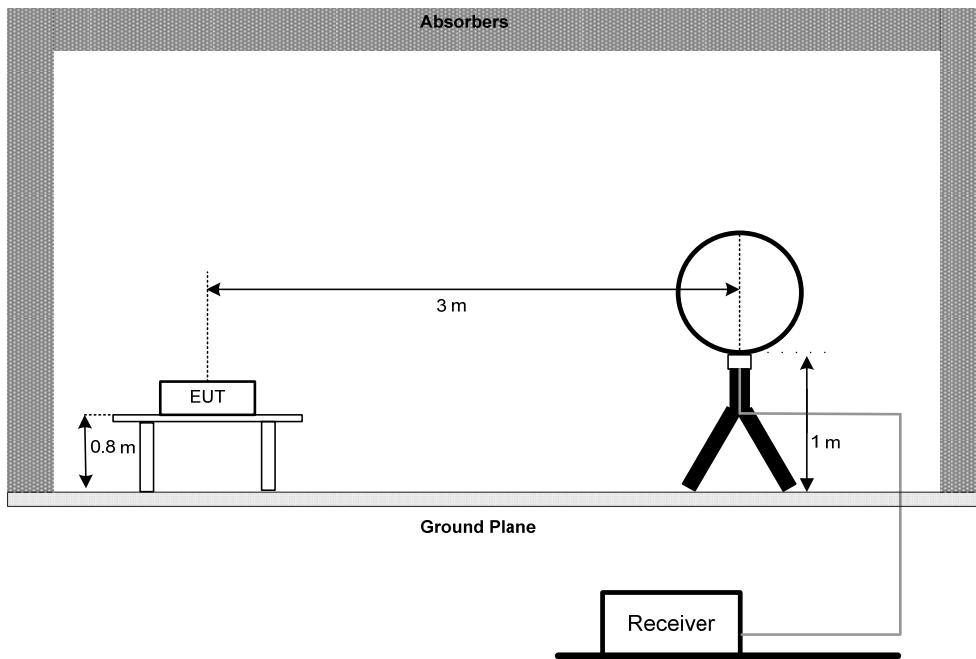 Absorbers
3 m
EUT
0.8 m
1 m
Ground Plane
Receiver